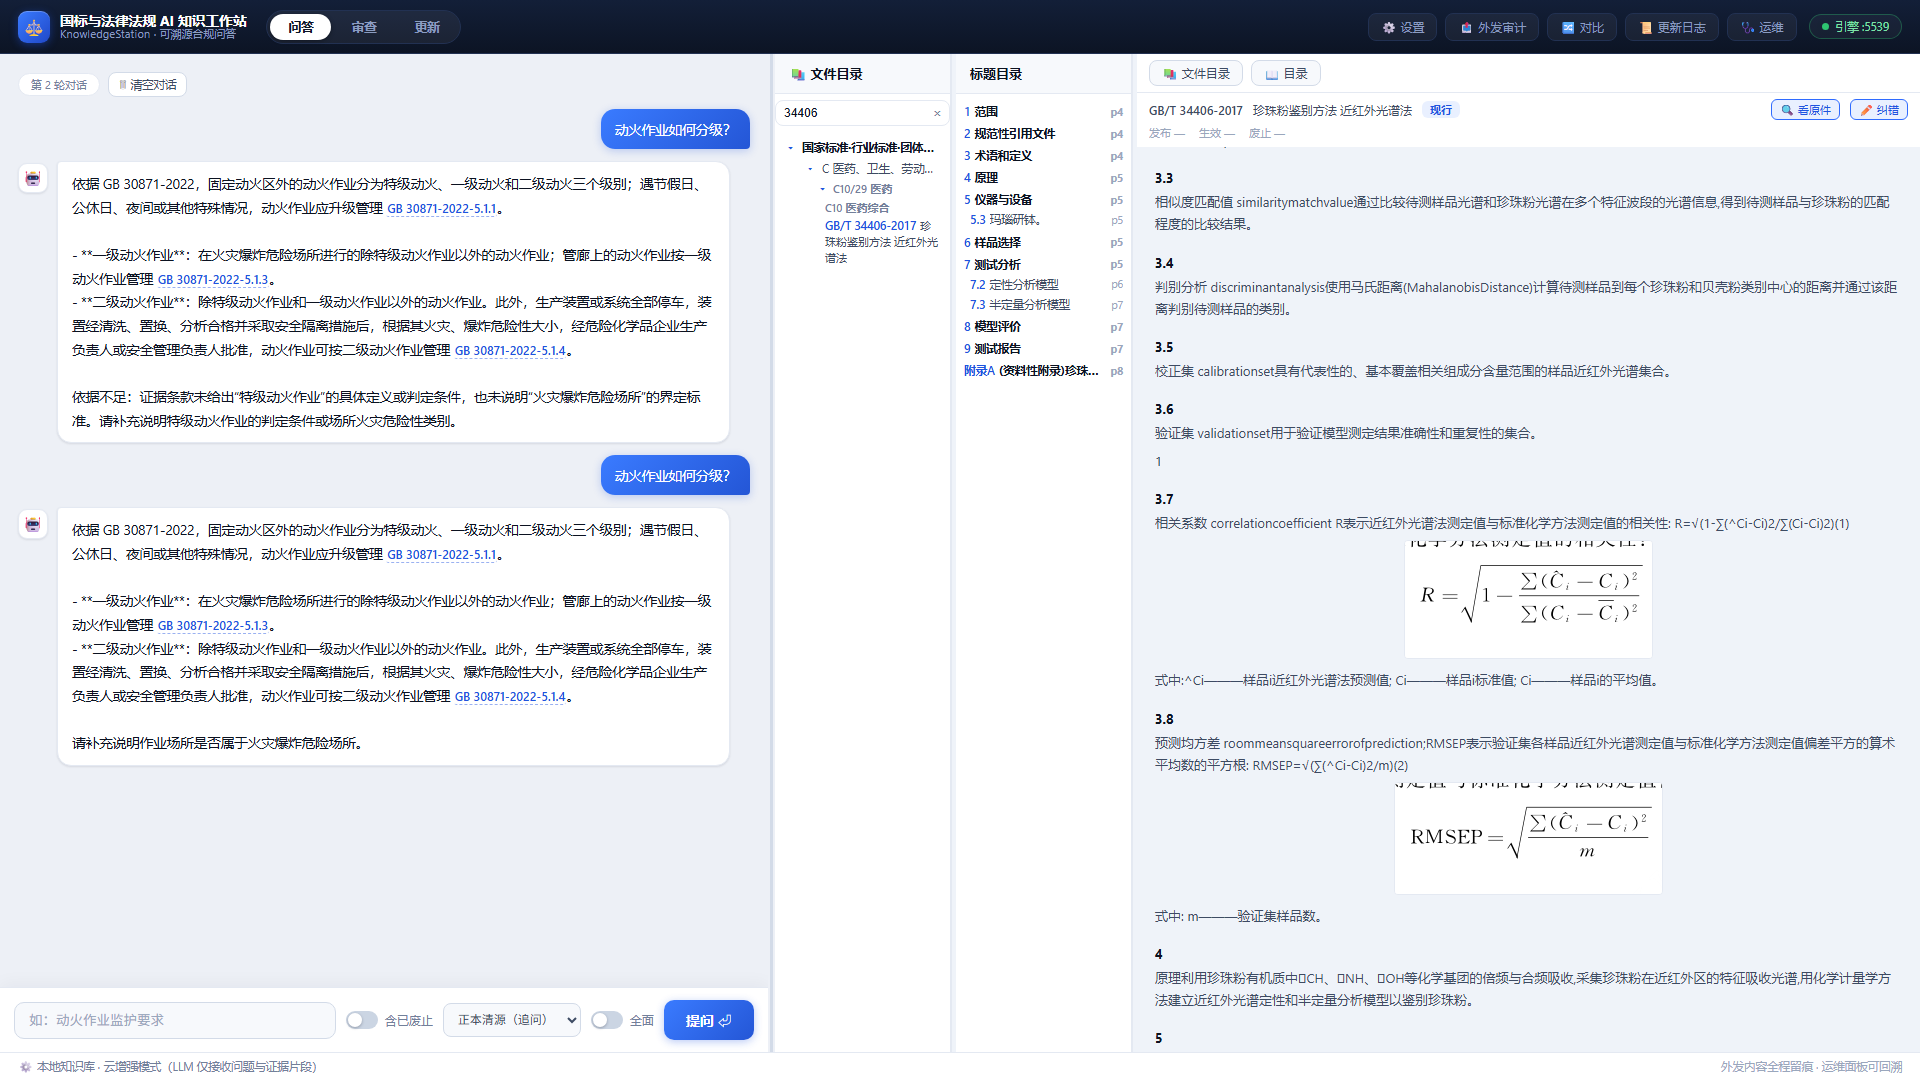 国标与法律法规 AI 知识工作站
KnowledgeStation · 可溯源合规问答
问答
审查
更新
设置
外发审计
对比
更新日志
运维
引擎:5539
第 2 轮对话
清空对话
动火作业如何分级?
依据 GB 30871-2022，固定动火区外的动火作业分为特级动火、一级动火和二级动火三个级别；遇节假日、
公休日、夜间或其他特殊情况，动火作业应升级管理 GB 30871-2022-5.1.1。
- **一级动火作业**：在火灾爆炸危险场所进行的除特级动火作业以外的动火作业；管廊上的动火作业按一级
动火作业管理 GB 30871-2022-5.1.3。
- **二级动火作业**：除特级动火作业和一级动火作业以外的动火作业。此外，生产装置或系统全部停车，装
置经清洗、置换、分析合格并采取安全隔离措施后，根据其火灾、爆炸危险性大小，经危险化学品企业生产
负责人或安全管理负责人批准，动火作业可按二级动火作业管理 GB 30871-2022-5.1.4。
依据不足：证据条款未给出“特级动火作业”的具体定义或判定条件，也未说明“火灾爆炸危险场所”的界定标
准。请补充说明特级动火作业的判定条件或场所火灾危险性类别。
动火作业如何分级?
依据 GB 30871-2022，固定动火区外的动火作业分为特级动火、一级动火和二级动火三个级别；遇节假日、
公休日、夜间或其他特殊情况，动火作业应升级管理 GB 30871-2022-5.1.1。
- **一级动火作业**：在火灾爆炸危险场所进行的除特级动火作业以外的动火作业；管廊上的动火作业按一级
动火作业管理 GB 30871-2022-5.1.3。
- **二级动火作业**：除特级动火作业和一级动火作业以外的动火作业。此外，生产装置或系统全部停车，装
置经清洗、置换、分析合格并采取安全隔离措施后，根据其火灾、爆炸危险性大小，经危险化学品企业生产
负责人或安全管理负责人批准，动火作业可按二级动火作业管理 GB 30871-2022-5.1.4。
请补充说明作业场所是否属于火灾爆炸危险场所。
如：动火作业监护要求
含已废止
正本清源（追问）
全面
提问
文件目录
34406 ×
国家标准·行业标准·团体...
C 医药、卫生、劳动...
C10/29 医药
C10 医药综合
GB/T 34406-2017 珍
珠粉鉴别方法 近红外光
谱法
标题目录
1 范围 p4
2 规范性引用文件 p4
3 术语和定义 p4
4 原理 p5
5 仪器与设备 p5
5.3 玛瑙研钵。 p5
6 样品选择 p5
7 测试分析 p5
7.2 定性分析模型 p6
7.3 半定量分析模型 p7
8 模型评价 p7
9 测试报告 p7
附录A (资料性附录)珍珠... p8
文件目录
目录
GB/T 34406-2017 珍珠粉鉴别方法 近红外光谱法 现行
看原件
纠错
发布 — 生效 — 废止 —
3.3
相似度匹配值 similaritymatchvalue通过比较待测样品光谱和珍珠粉光谱在多个特征波段的光谱信息,得到待测样品与珍珠粉的匹配
程度的比较结果。
3.4
判别分析 discriminantanalysis使用马氏距离(MahalanobisDistance)计算待测样品到每个珍珠粉和贝壳粉类别中心的距离并通过该距
离判别待测样品的类别。
3.5
校正集 calibrationset具有代表性的、基本覆盖相关组成分含量范围的样品近红外光谱集合。
3.6
验证集 validationset用于验证模型测定结果准确性和重复性的集合。
1
3.7
相关系数 correlationcoefficient R表示近红外光谱法测定值与标准化学方法测定值的相关性: R=√(1-∑(^Ci-Ci)2/∑(Ci-Ci)2)(1)
化学方法测定值的相关性:
R = √(1 − ∑(Ĉᵢ − Cᵢ)² / ∑(Cᵢ − C̅ᵢ)²)
式中:^Ci———样品i近红外光谱法预测值; Ci———样品i标准值; Ci———样品i的平均值。
3.8
预测均方差 roommeansquareerrorofprediction;RMSEP表示验证集各样品近红外光谱测定值与标准化学方法测定值偏差平方的算术
平均数的平方根: RMSEP=√(∑(^Ci-Ci)2/m)(2)
RMSEP = √(∑(Ĉᵢ − Cᵢ)² / m)
式中: m———验证集样品数。
4
原理利用珍珠粉有机质中▯CH、▯NH、▯OH等化学基团的倍频与合频吸收,采集珍珠粉在近红外区的特征吸收光谱,用化学计量学方
法建立近红外光谱定性和半定量分析模型以鉴别珍珠粉。
5
本地知识库 · 云增强模式（LLM 仅接收问题与证据片段）
外发内容全程留痕 · 运维面板可回溯